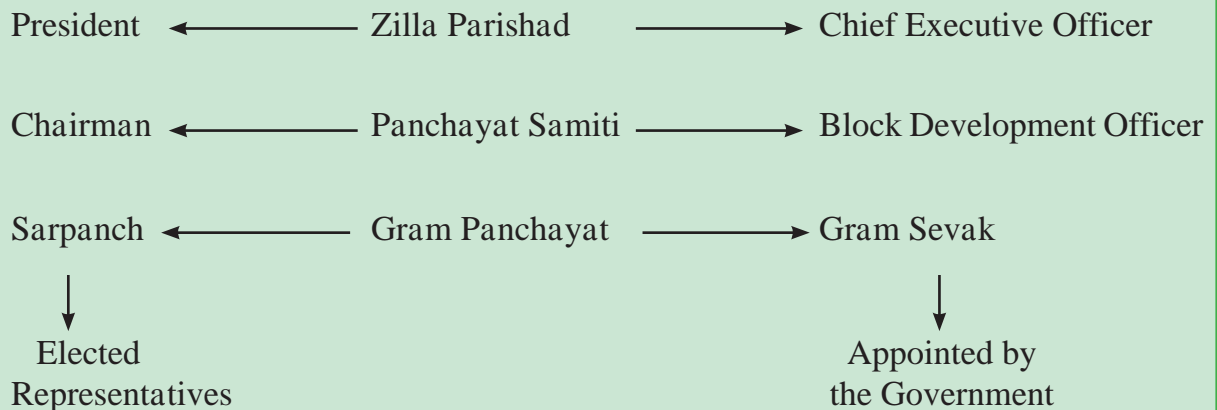 President Zilla Parishad Chief Executive Officer
Chairman Panchayat Samiti Block Development Officer
Sarpanch Gram Panchayat Gram Sevak
Elected
Representatives
Appointed by
the Government